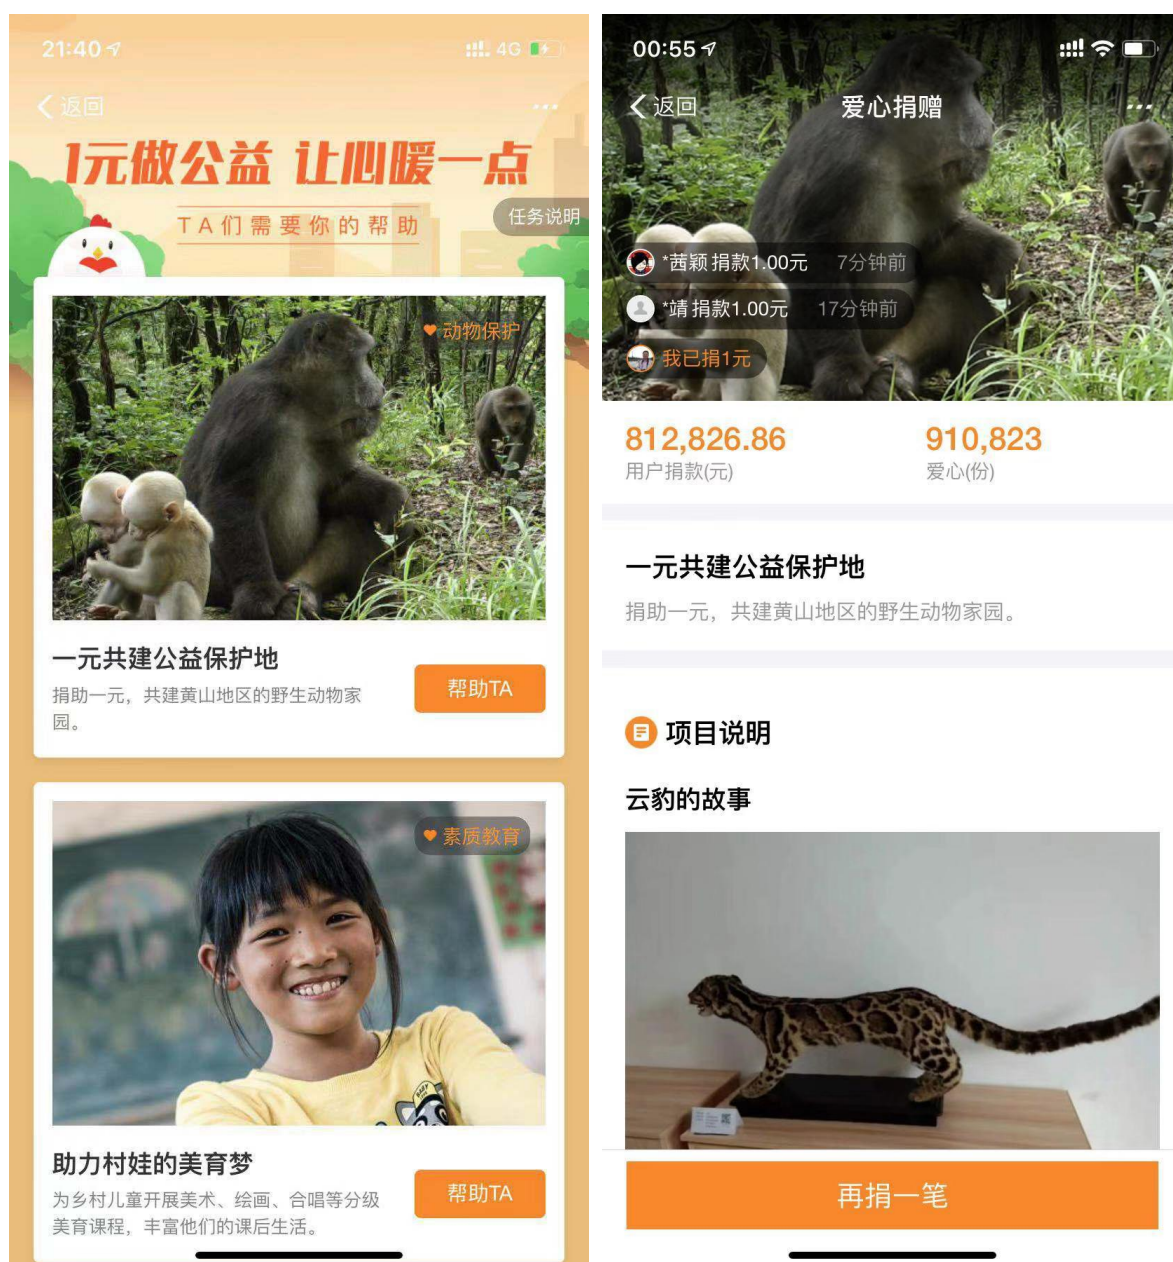 21:40
4G
返回
1元做公益 让心暖一点
TA们需要你的帮助
任务说明
动物保护
一元共建公益保护地
捐助一元，共建黄山地区的野生动物家
园。
帮助TA
素质教育
助力村娃的美育梦
为乡村儿童开展美术、绘画、合唱等分级
美育课程，丰富他们的课后生活。
帮助TA
00:55
返回
爱心捐赠
*茜颖 捐款1.00元 7分钟前
*靖 捐款1.00元 17分钟前
我已捐1元
812,826.86
用户捐款(元)
910,823
爱心(份)
一元共建公益保护地
捐助一元，共建黄山地区的野生动物家园。
项目说明
云豹的故事
再捐一笔